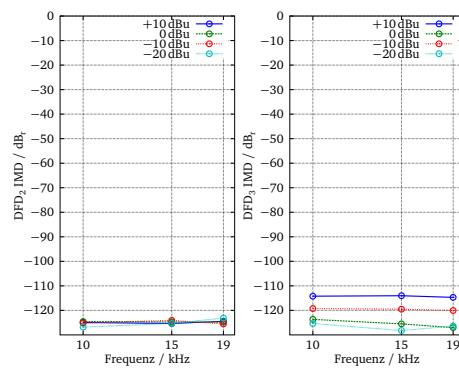 +10 dBu
0 dBu
−10 dBu
−20 dBu
0
−10
−20
−30
−40
−50
−60
−70
−80
−90
−100
−110
−120
DFD₂ IMD / dBᵣ
10
15
19
Frequenz / kHz
+10 dBu
0 dBu
−10 dBu
−20 dBu
0
−10
−20
−30
−40
−50
−60
−70
−80
−90
−100
−110
−120
DFD₃ IMD / dBᵣ
10
15
19
Frequenz / kHz